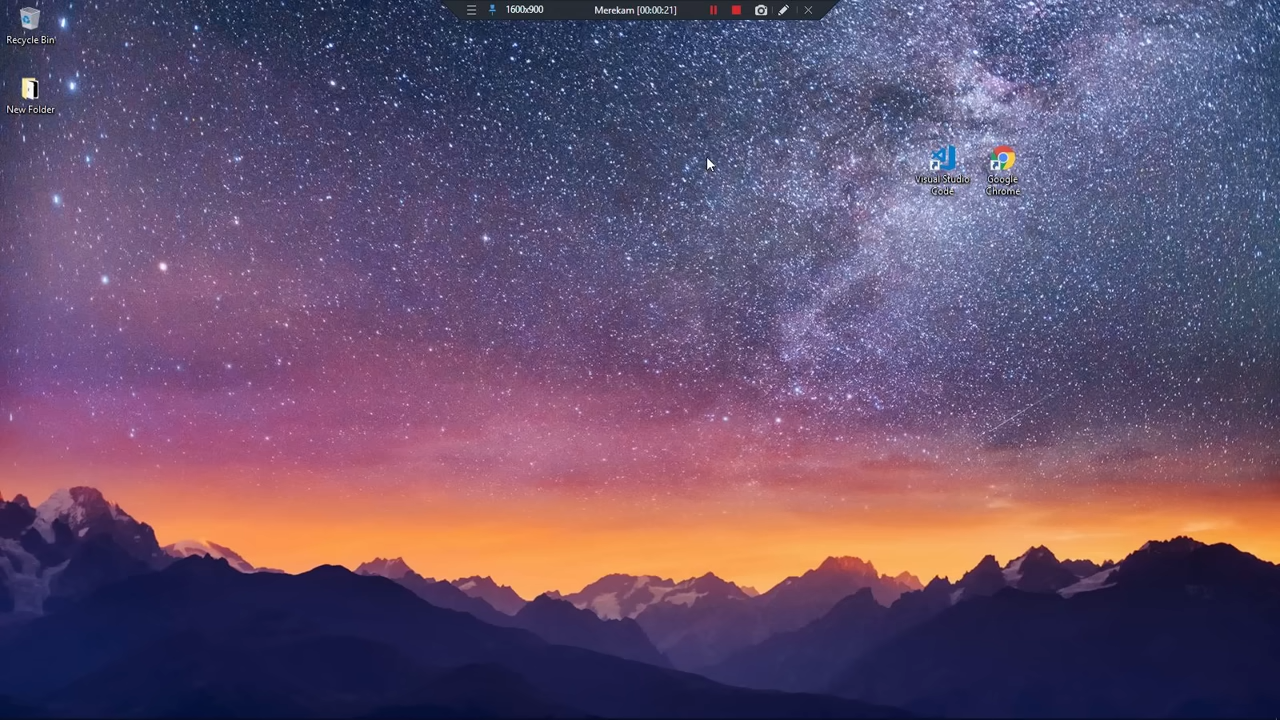 1600x900
Merekam [00:00:21]
Recycle Bin
New Folder
Visual Studio
Code
Google
Chrome